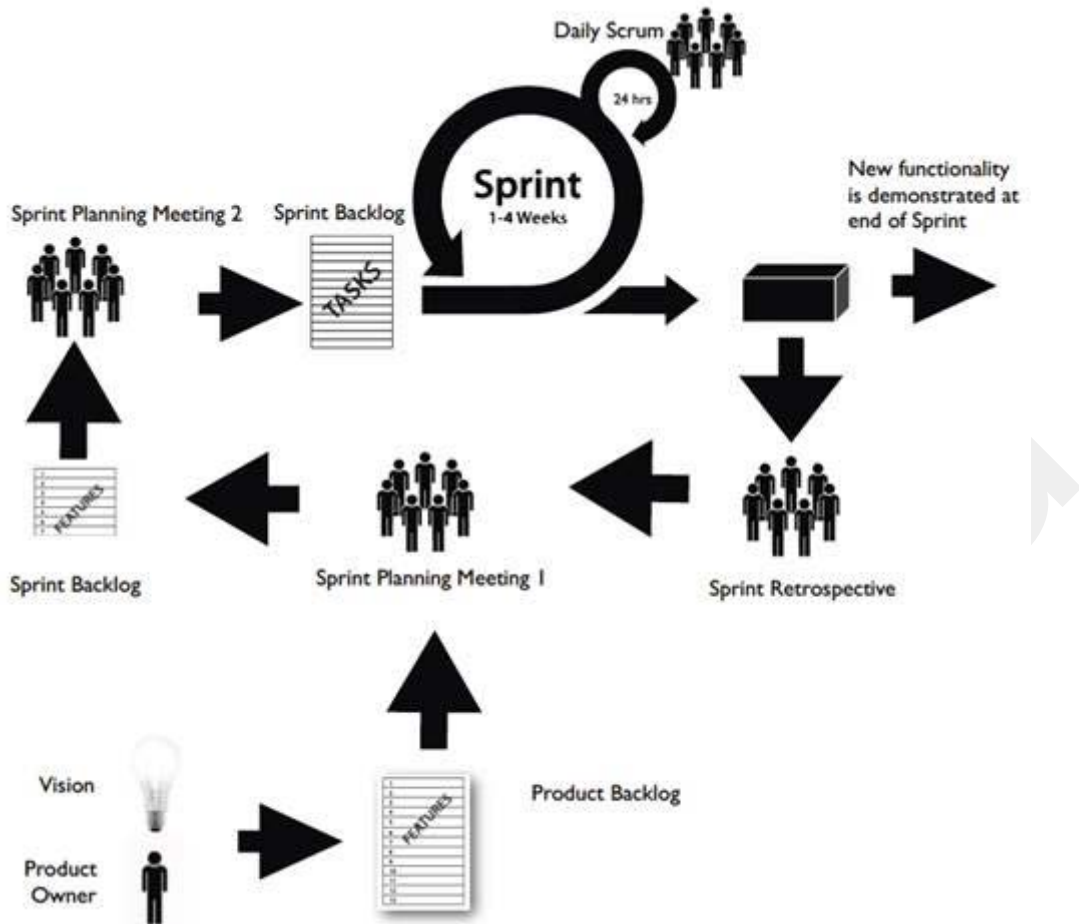 Daily Scrum
24 hrs
Sprint
1-4 Weeks
New functionality
is demonstrated at
end of Sprint
Sprint Planning Meeting 2
Sprint Backlog
TASKS
FEATURES
Sprint Backlog
Sprint Planning Meeting 1
Sprint Retrospective
Vision
Product
Owner
FEATURES
Product Backlog